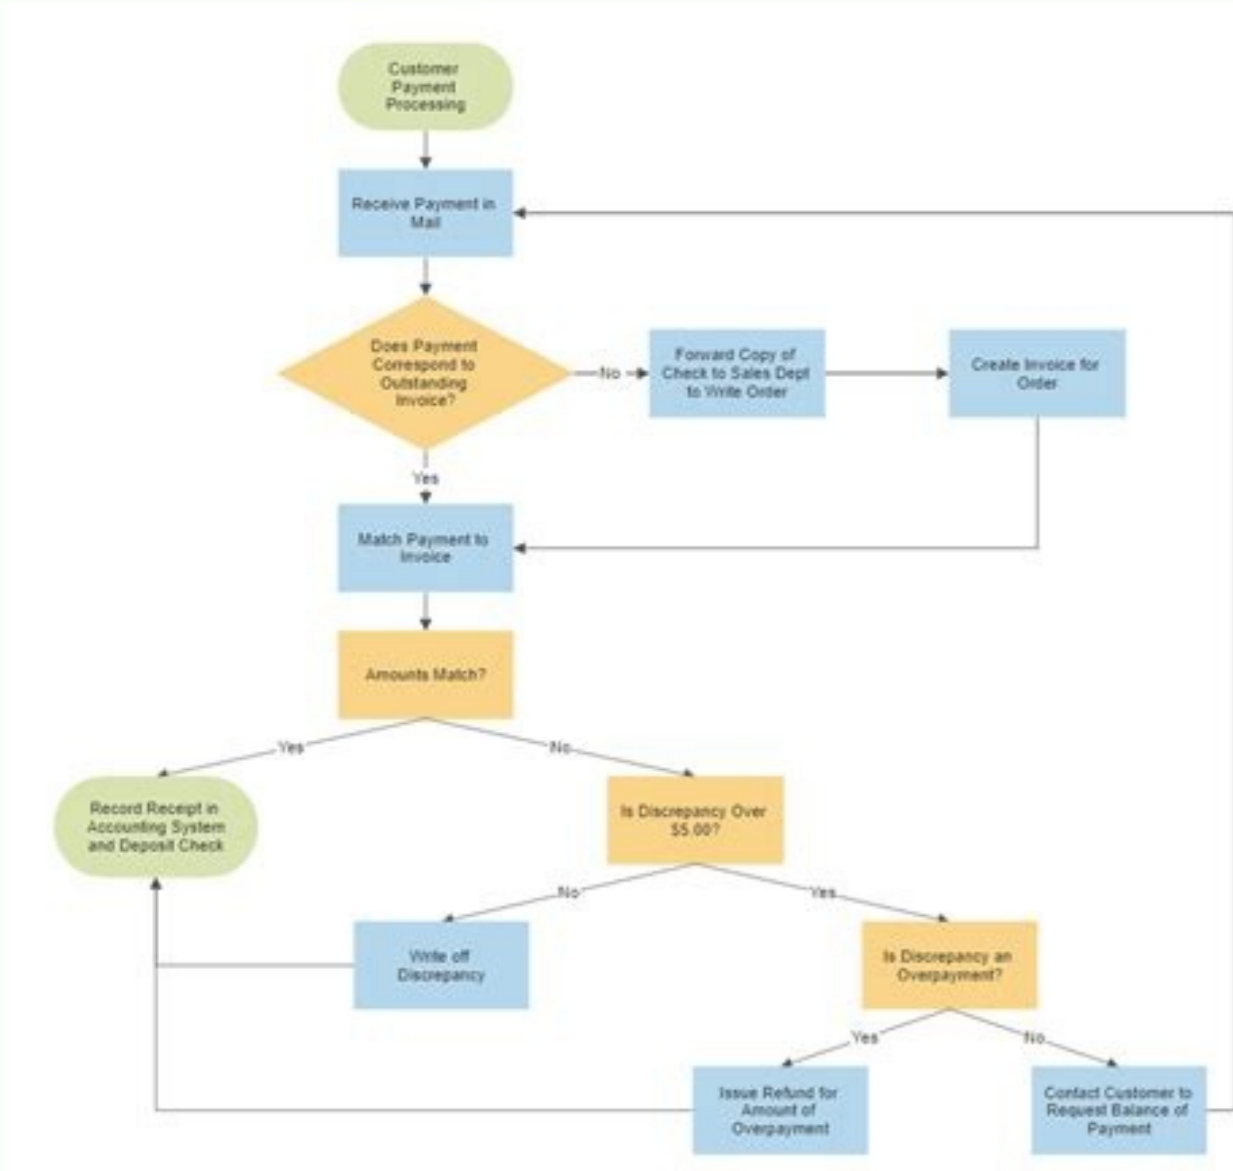 Customer
Payment
Processing
Receive Payment in
Mail
Does Payment
Correspond to
Outstanding
Invoice?
No
Forward Copy of
Check to Sales Dept
to Write Order
Create Invoice for
Order
Yes
Match Payment to
Invoice
Amounts Match?
Yes
No
Record Receipt in
Accounting System
and Deposit Check
Is Discrepancy Over
$5.00?
No
Yes
Write off
Discrepancy
Is Discrepancy an
Overpayment?
Yes
No
Issue Refund for
Amount of
Overpayment
Contact Customer to
Request Balance of
Payment